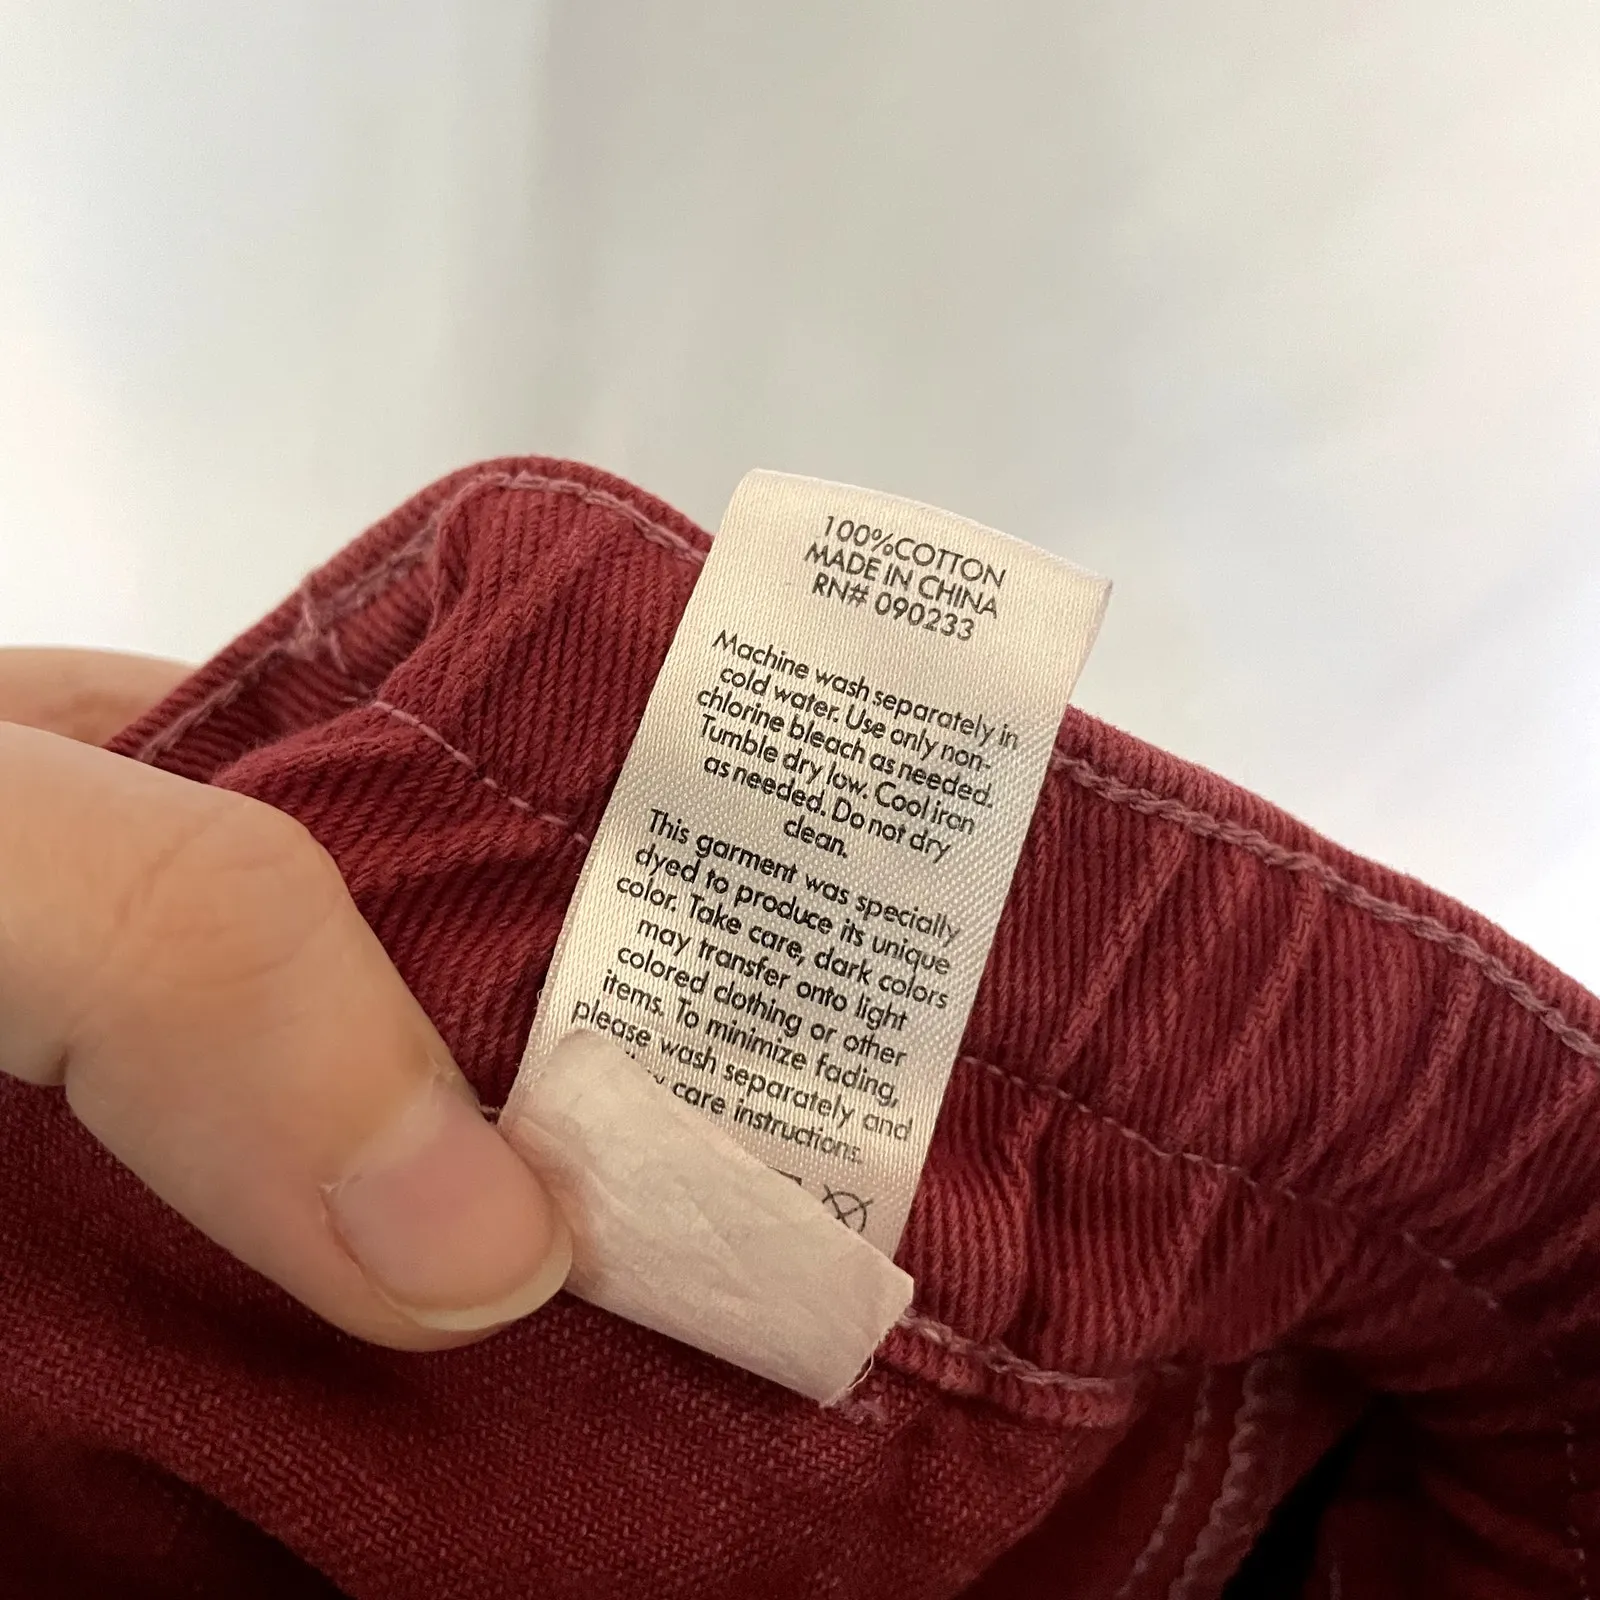 100%COTTON
MADE IN CHINA
RN# 090233
Machine wash separately in
cold water. Use only non-
chlorine bleach as needed.
Tumble dry low. Cool iron
as needed. Do not dry
clean.
This garment was specially
dyed to produce its unique
color. Take care, dark colors
may transfer onto light
colored clothing or other
items. To minimize fading,
please wash separately and
care instructions.